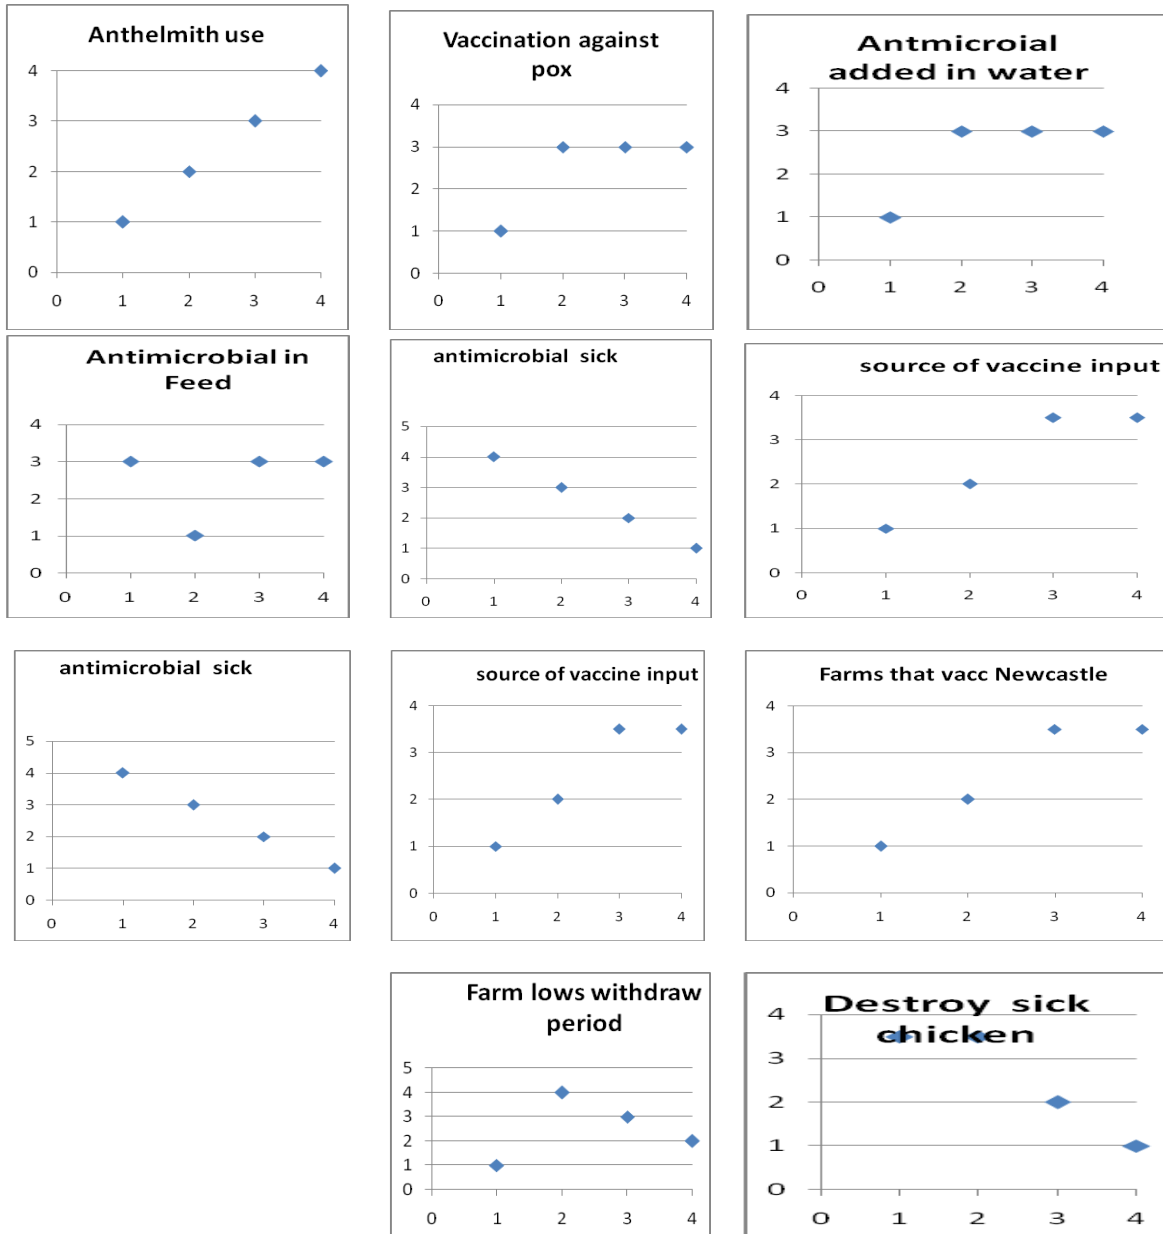 Anthelmith use
4
3
2
1
0
0 1 2 3 4
Vaccination against
pox
4
3
2
1
0
0 1 2 3 4
Antmicroial
added in water
4
3
2
1
0
0 1 2 3 4
Antimicrobial in
Feed
4
3
2
1
0
0 1 2 3 4
antimicrobial sick
5
4
3
2
1
0
0 1 2 3 4
source of vaccine input
4
3
2
1
0
0 1 2 3 4
antimicrobial sick
5
4
3
2
1
0
0 1 2 3 4
source of vaccine input
4
3
2
1
0
0 1 2 3 4
Farms that vacc Newcastle
4
3
2
1
0
0 1 2 3 4
Farm lows withdraw
period
5
4
3
2
1
0
0 1 2 3 4
Destroy sick
chicken
4
3
2
1
0
0 1 2 3 4